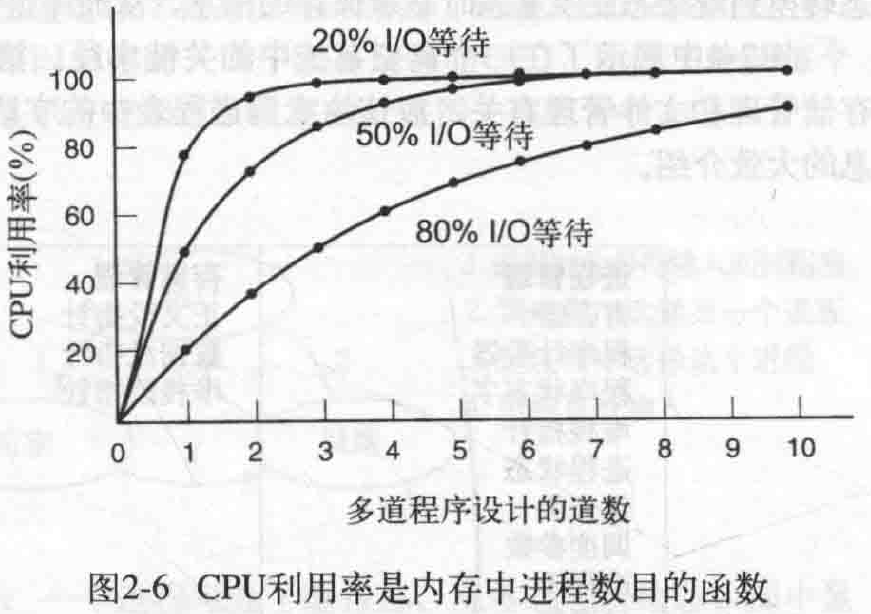 20% I/O等待
50% I/O等待
80% I/O等待
CPU利用率(%)
100
80
60
40
20
0 1 2 3 4 5 6 7 8 9 10
多道程序设计的道数
图2-6 CPU利用率是内存中进程数目的函数